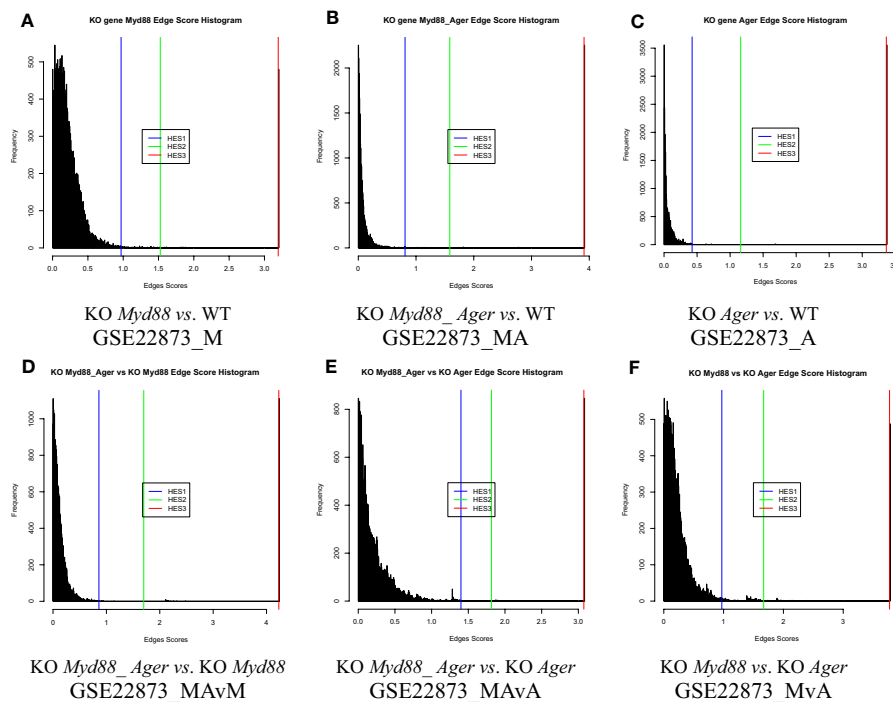 A
KO gene Myd88 Edge Score Histogram
Frequency
500
400
300
200
100
0
HES1
HES2
HES3
0.0 0.5 1.0 1.5 2.0 2.5 3.0
Edges Scores
KO Myd88 vs. WT
GSE22873_M
B
KO gene Myd88_Ager Edge Score Histogram
Frequency
2000
1500
1000
500
0
HES1
HES2
HES3
0 1 2 3 4
Edges Scores
KO Myd88_ Ager vs. WT
GSE22873_MA
C
KO gene Ager Edge Score Histogram
Frequency
3500
3000
2500
2000
1500
1000
500
0
HES1
HES2
HES3
0.0 0.5 1.0 1.5 2.0 2.5 3.0
Edges Scores
KO Ager vs. WT
GSE22873_A
D
KO Myd88_Ager vs KO Myd88 Edge Score Histogram
Frequency
1000
800
600
400
200
0
HES1
HES2
HES3
0 1 2 3 4
Edges Scores
KO Myd88_ Ager vs. KO Myd88
GSE22873_MAvM
E
KO Myd88_Ager vs KO Ager Edge Score Histogram
Frequency
800
600
400
200
0
HES1
HES2
HES3
0.0 0.5 1.0 1.5 2.0 2.5 3.0
Edges Scores
KO Myd88_ Ager vs. KO Ager
GSE22873_MAvA
F
KO Myd88 vs KO Ager Edge Score Histogram
Frequency
500
400
300
200
100
0
HES1
HES2
HES3
0 1 2 3
Edges Scores
KO Myd88 vs. KO Ager
GSE22873_MvA